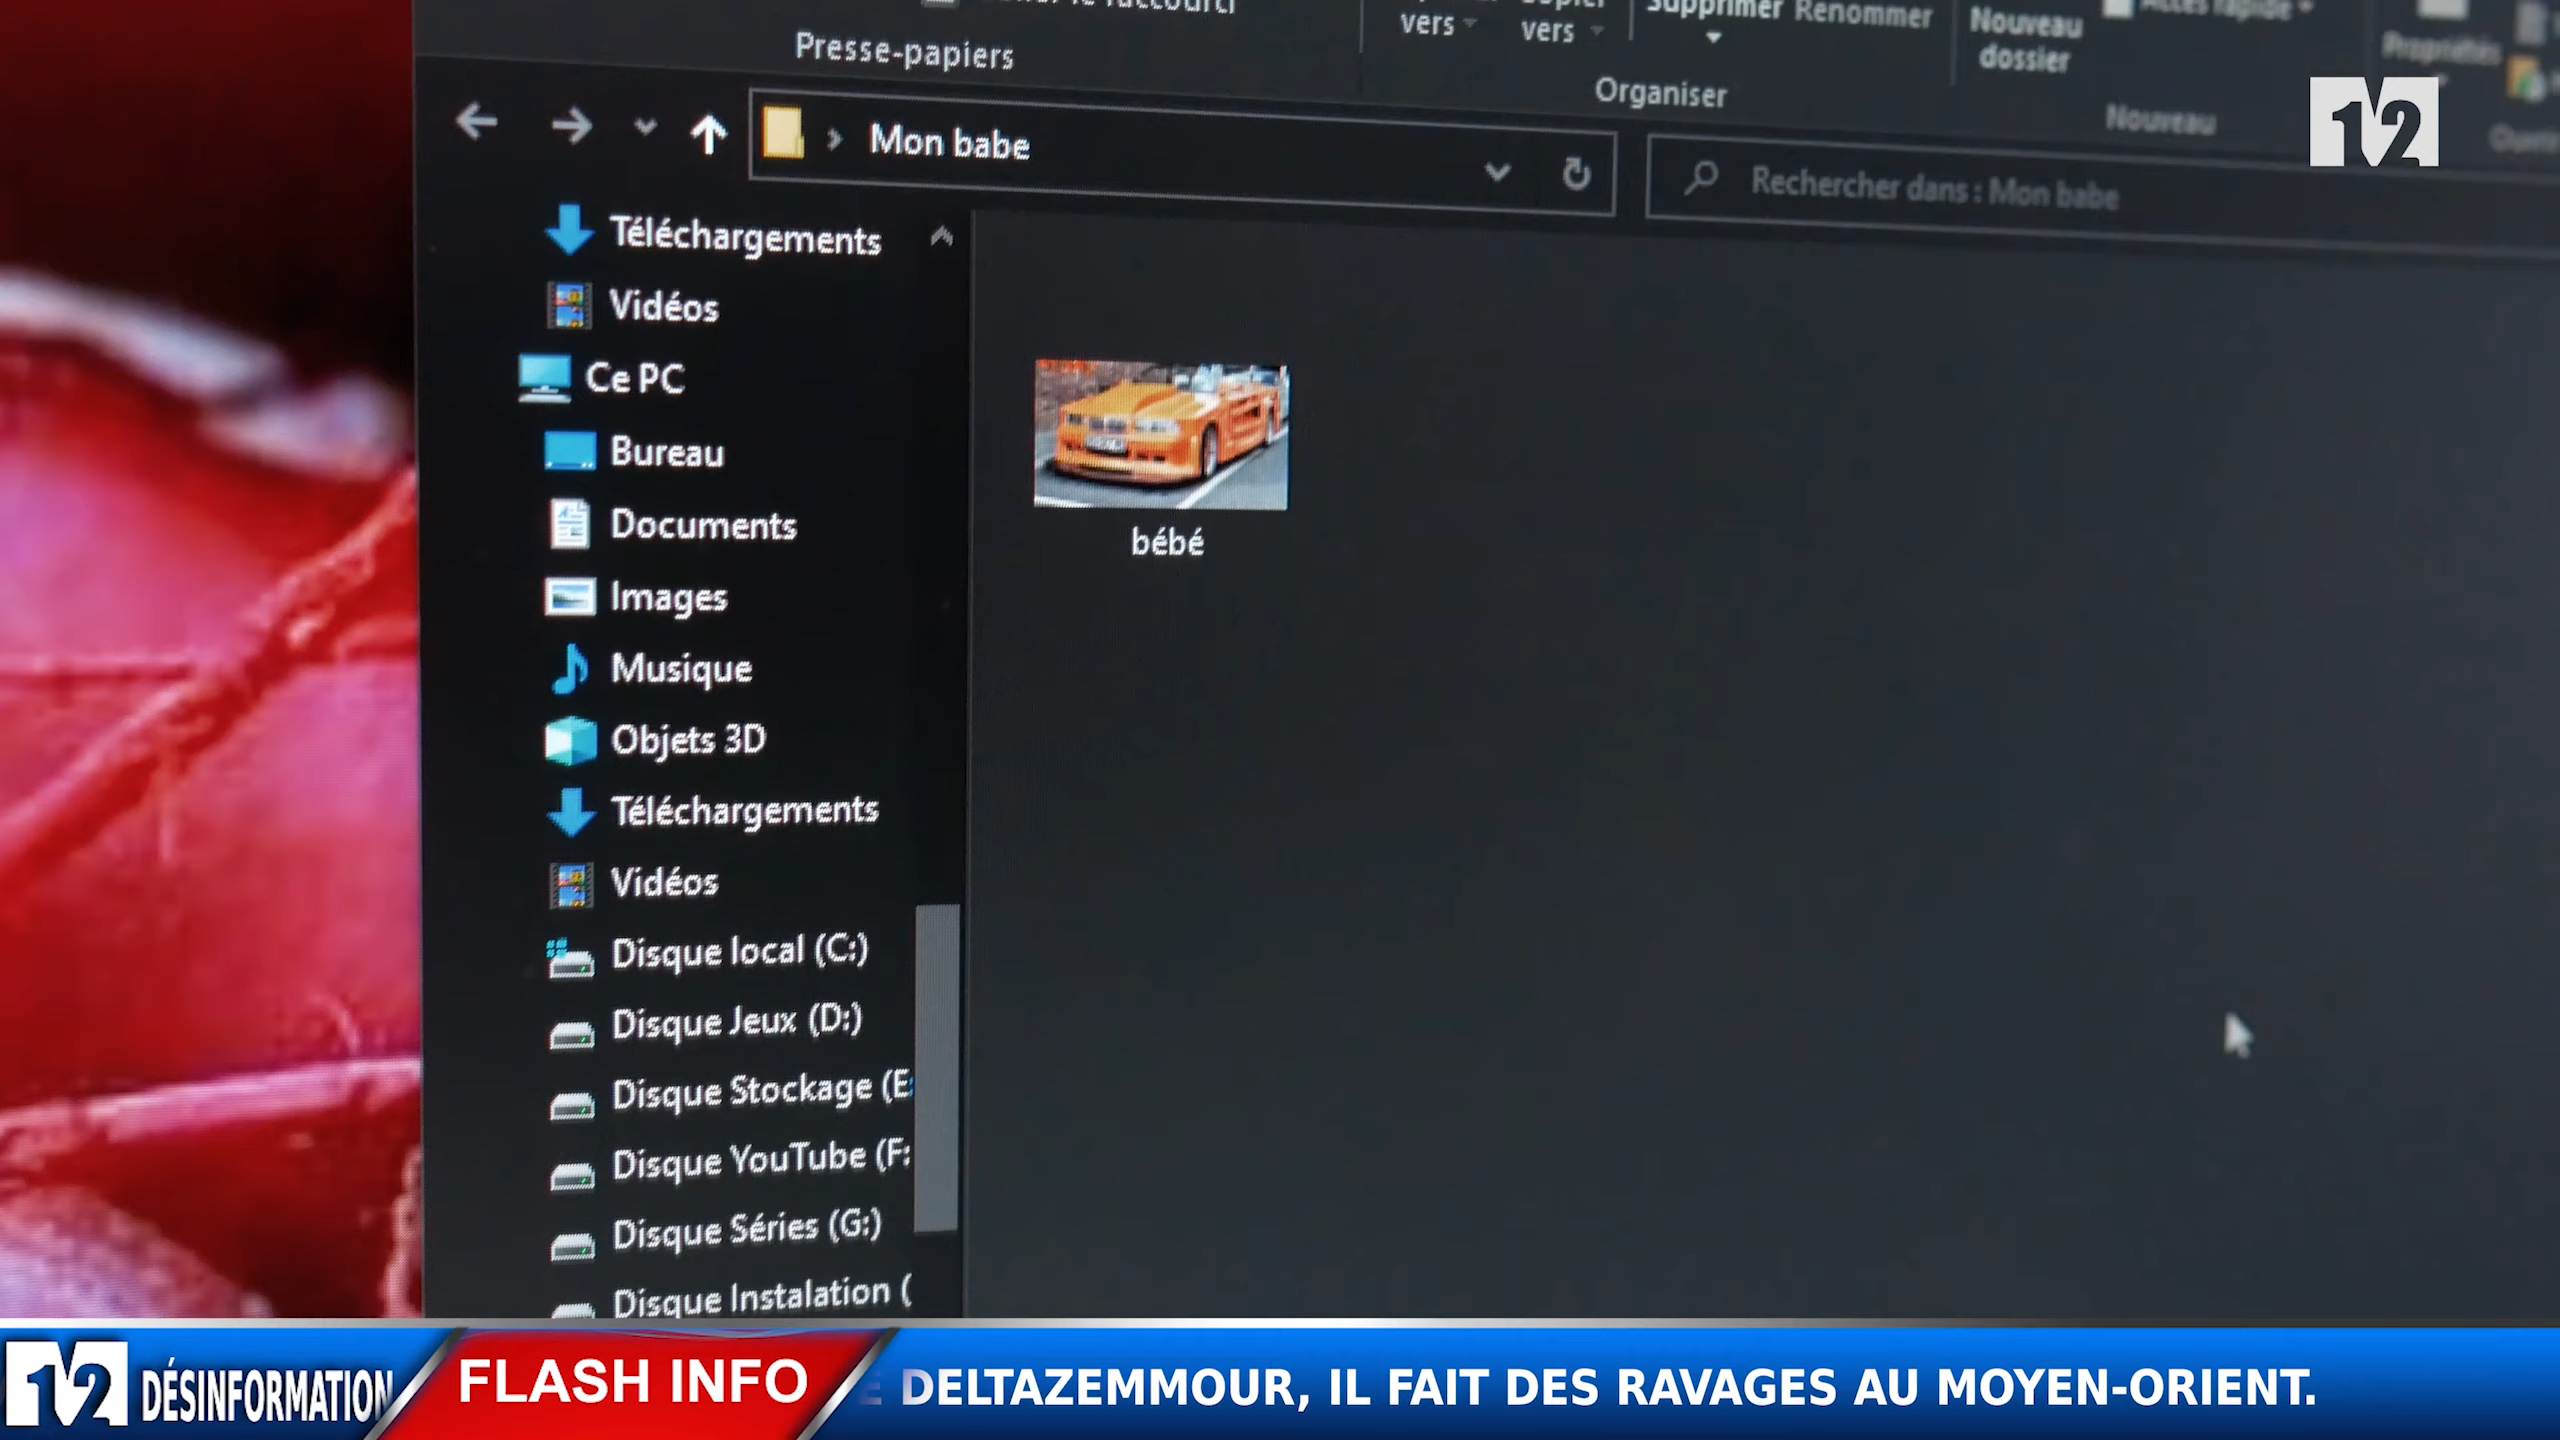 vers
vers
Supprimer
Renommer
Nouveau
dossier
Propriétés
Presse-papiers
Organiser
Nouveau
12
Mon babe
Rechercher dans : Mon babe
Téléchargements
Vidéos
Ce PC
Bureau
Documents
Images
Musique
Objets 3D
Téléchargements
Vidéos
Disque local (C:)
Disque Jeux (D:)
Disque Stockage (E:
Disque YouTube (F:
Disque Séries (G:)
Disque Instalation (
bébé
12 DÉSINFORMATION
FLASH INFO
DELTAZEMMOUR, IL FAIT DES RAVAGES AU MOYEN-ORIENT.